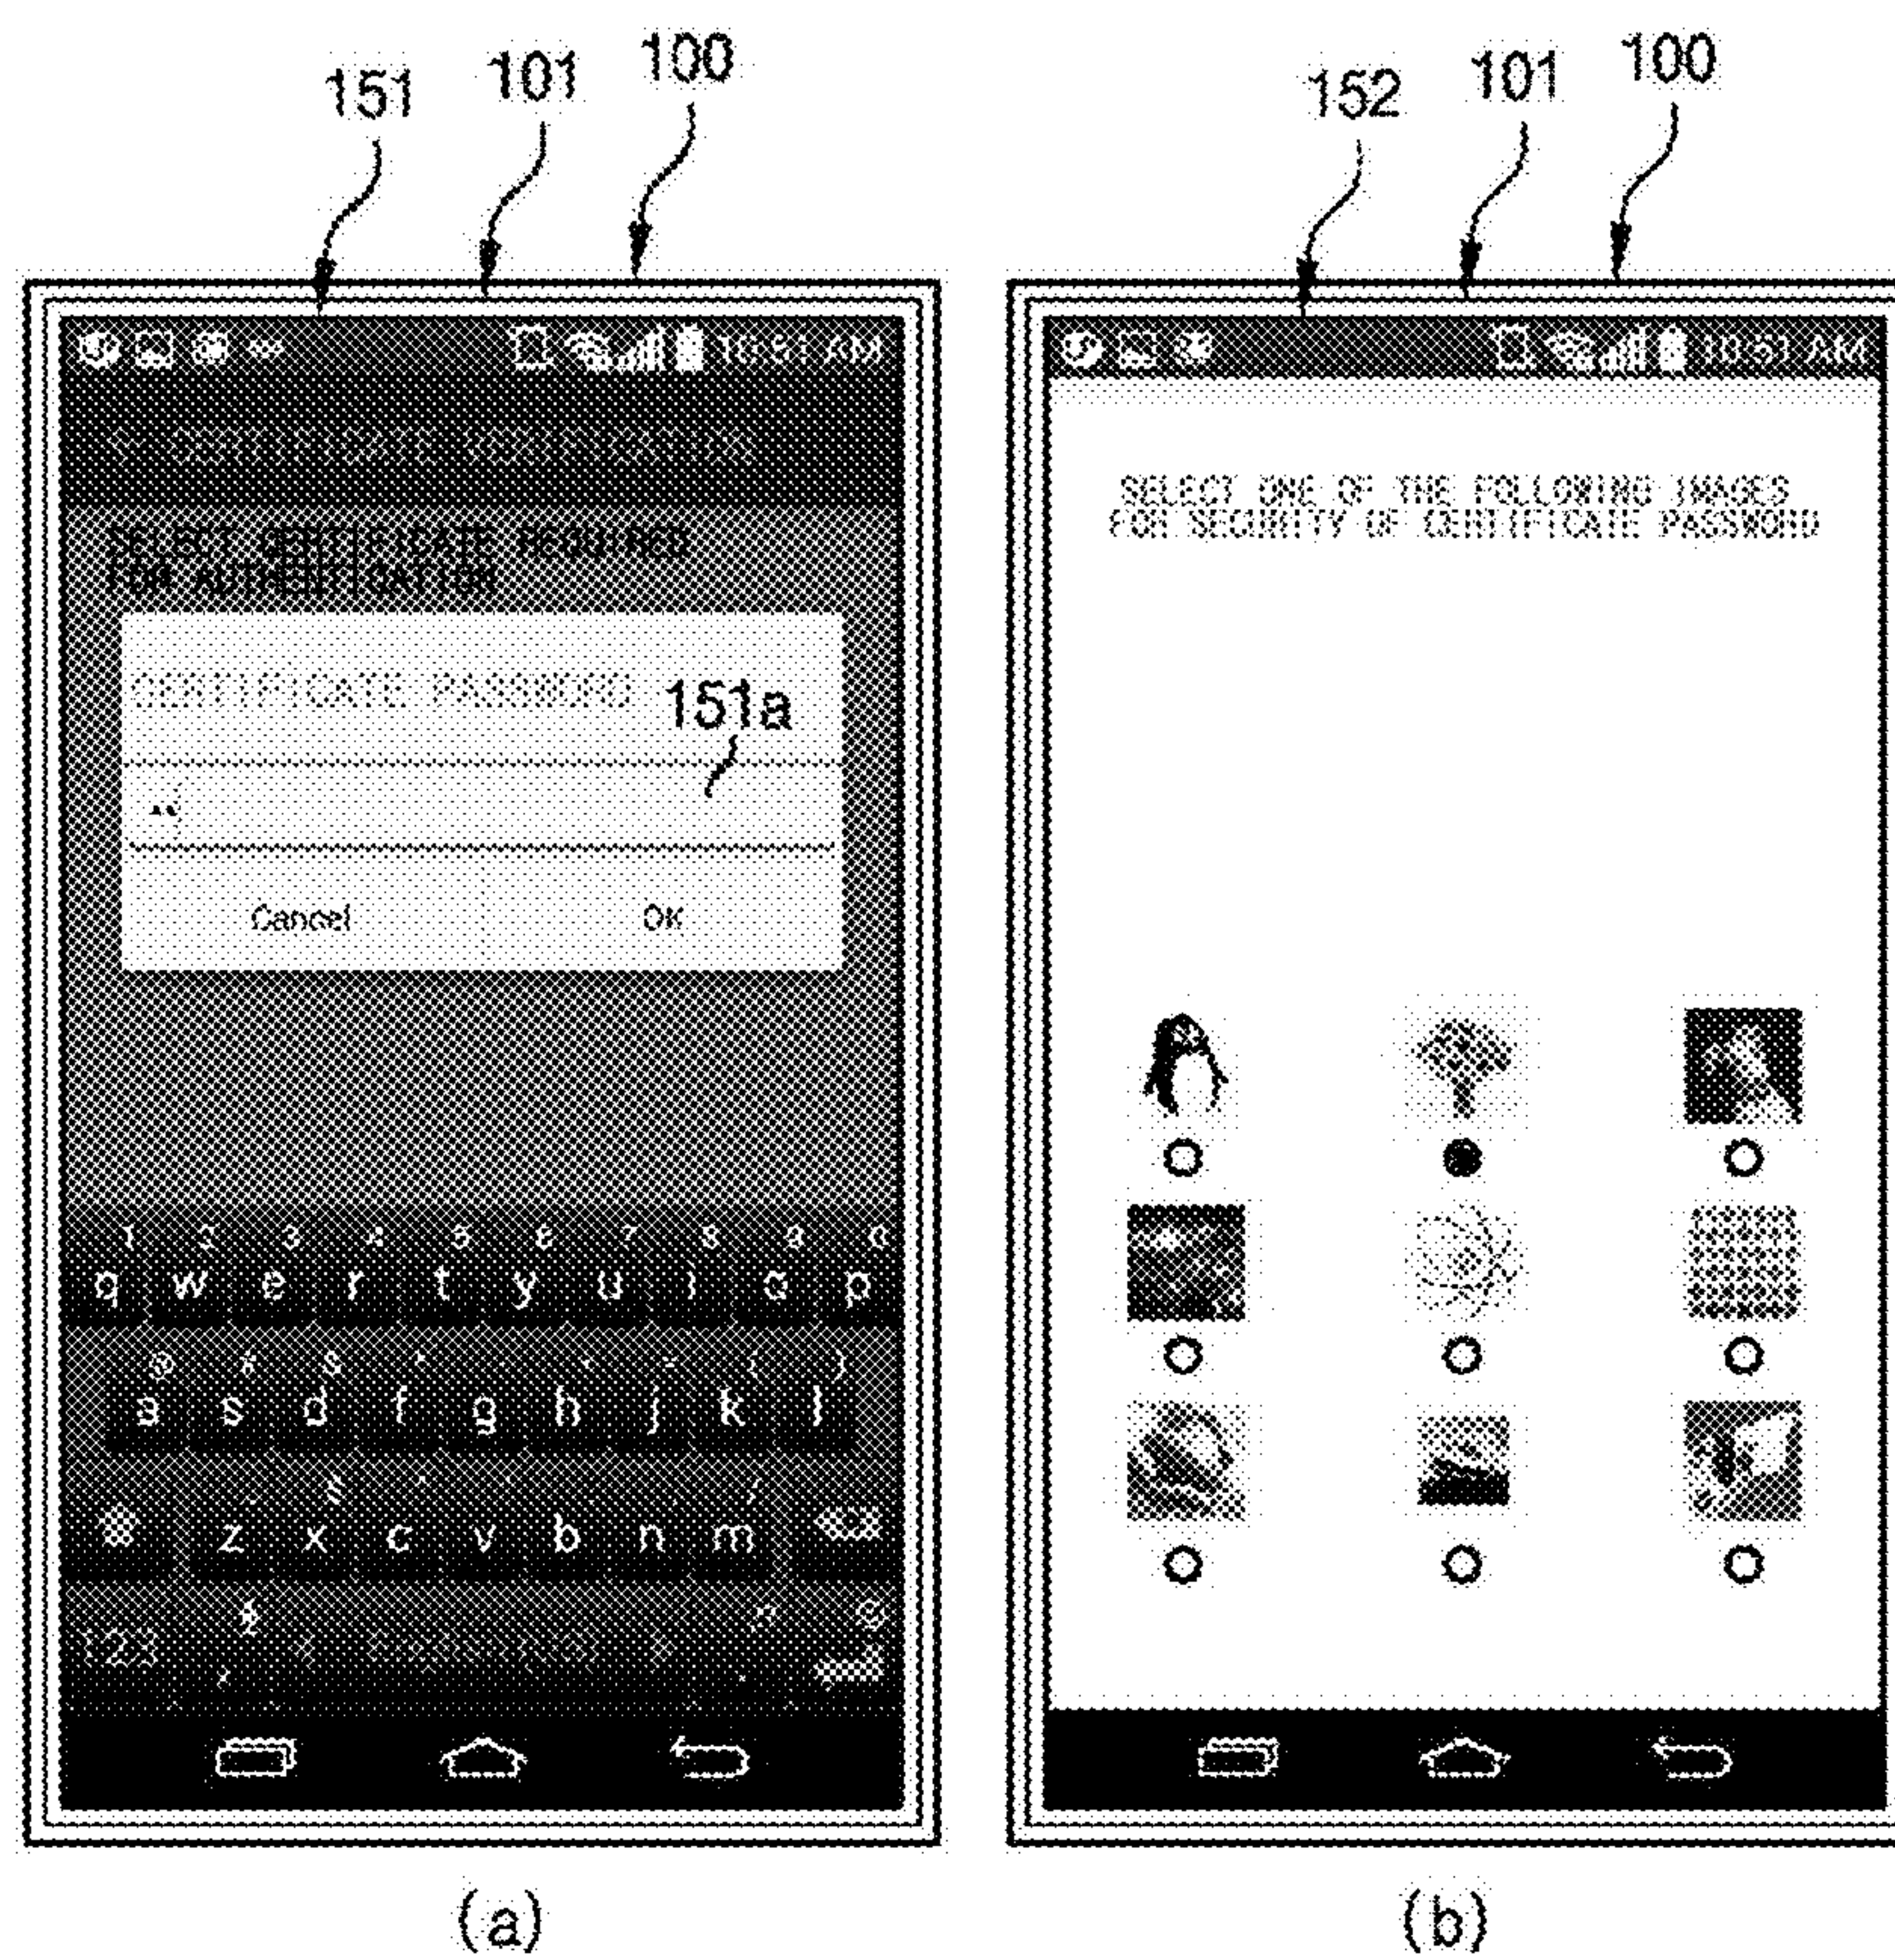 151 101 100
10:51 AM
SELECT CERTIFICATE REQUIRED
FOR AUTHENTICATION
CERTIFICATE PASSWORD
151a
Cancel OK
1 2 3 4 5 6 7 8 9 0
q w e r t y u i o p
@ # & * ( )
a s d f g h j k l
z x c v b n m
123
(a)
152 101 100
10:51 AM
SELECT ONE OF THE FOLLOWING IMAGES
FOR SECURITY OF CERTIFICATE PASSWORD
(b)